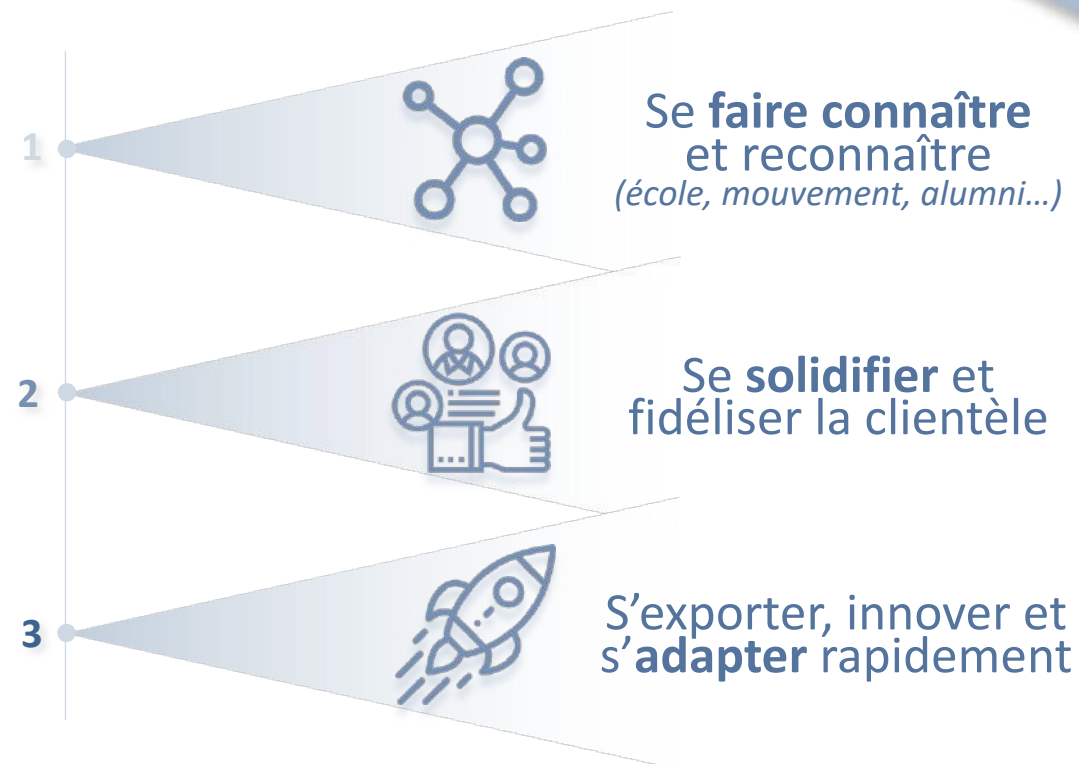 1
Se faire connaître
et reconnaître
(école, mouvement, alumni…)
2
Se solidifier et
fidéliser la clientèle
3
S’exporter, innover et
s’adapter rapidement